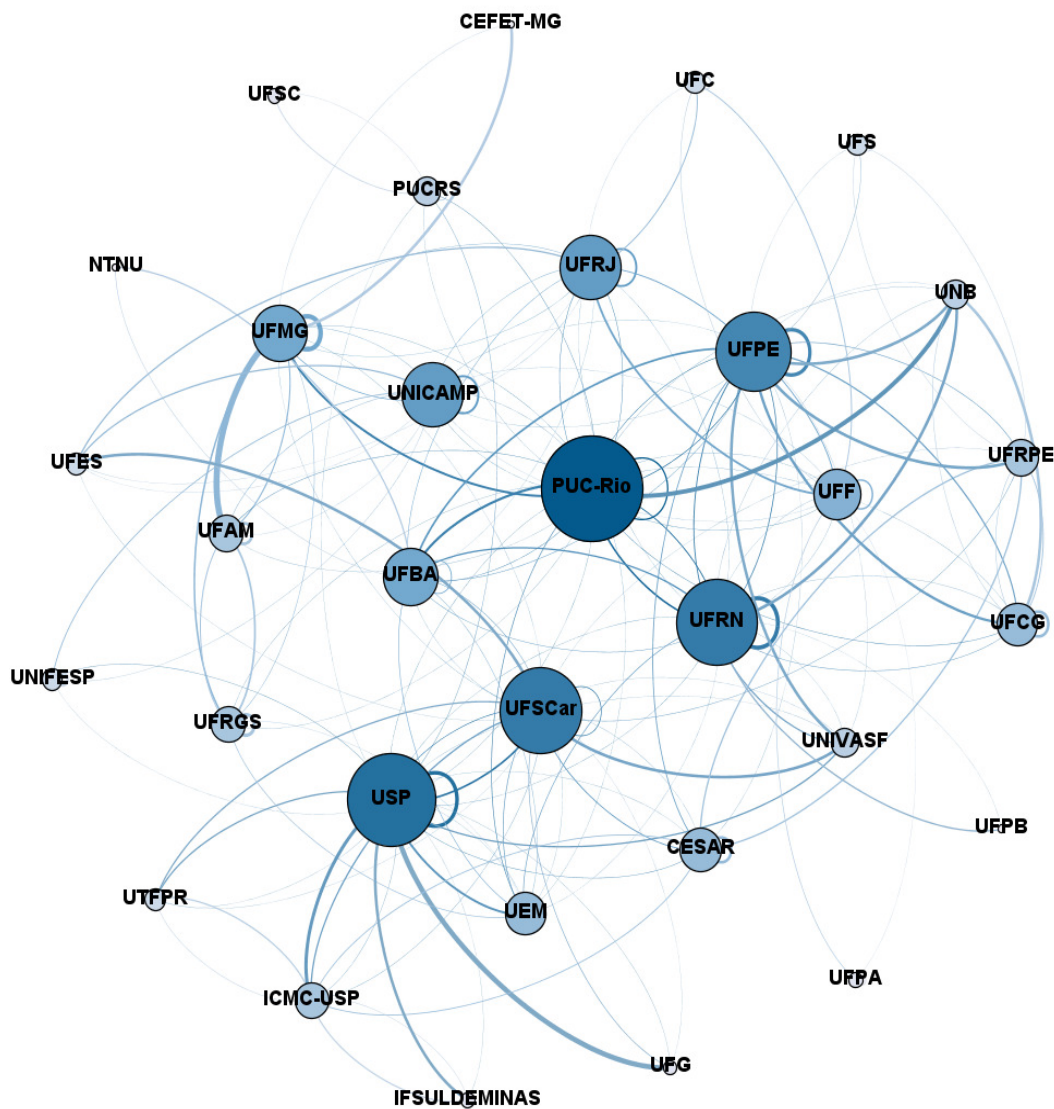 CEFET-MG
UFC
UFSC
UFS
PUCRS
NTNU
UFRJ
UNB
UFMG
UFPE
UNICAMP
UFES
UFRPE
PUC-Rio
UFF
UFAM
UFBA
UFRN
UFCG
UNIFESP
UFRGS
UFSCar
UNIVASF
USP
UFPB
CESAR
UTFPR
UEM
UFPA
ICMC-USP
UFG
IFSULDEMINAS